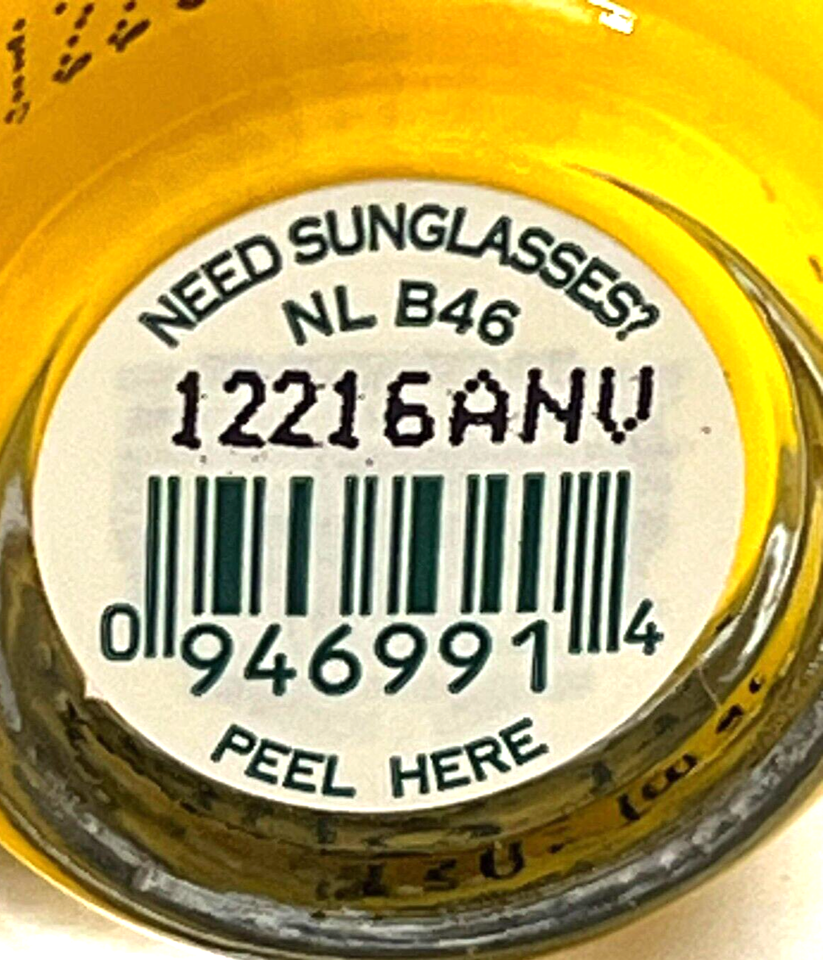 NEED SUNGLASSES?
NL B46
12216ANV
0 946991 4
PEEL HERE